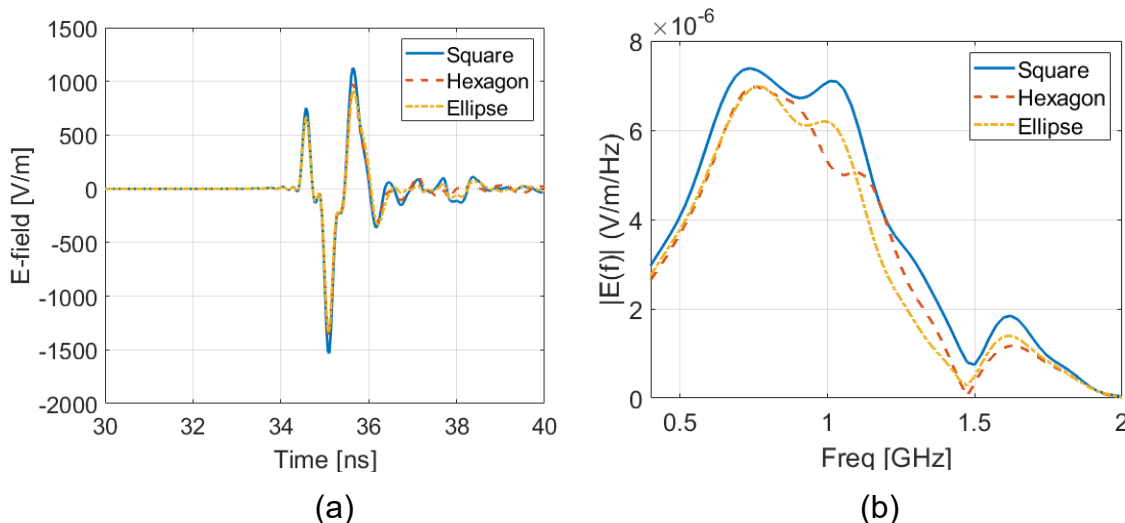 1500
1000
500
0
-500
-1000
-1500
-2000
E-field [V/m]
30 32 34 36 38 40
Time [ns]
Square
Hexagon
Ellipse
(a)
×10⁻⁶
8
6
4
2
0
|E(f)| (V/m/Hz)
0.5 1 1.5 2
Freq [GHz]
Square
Hexagon
Ellipse
(b)